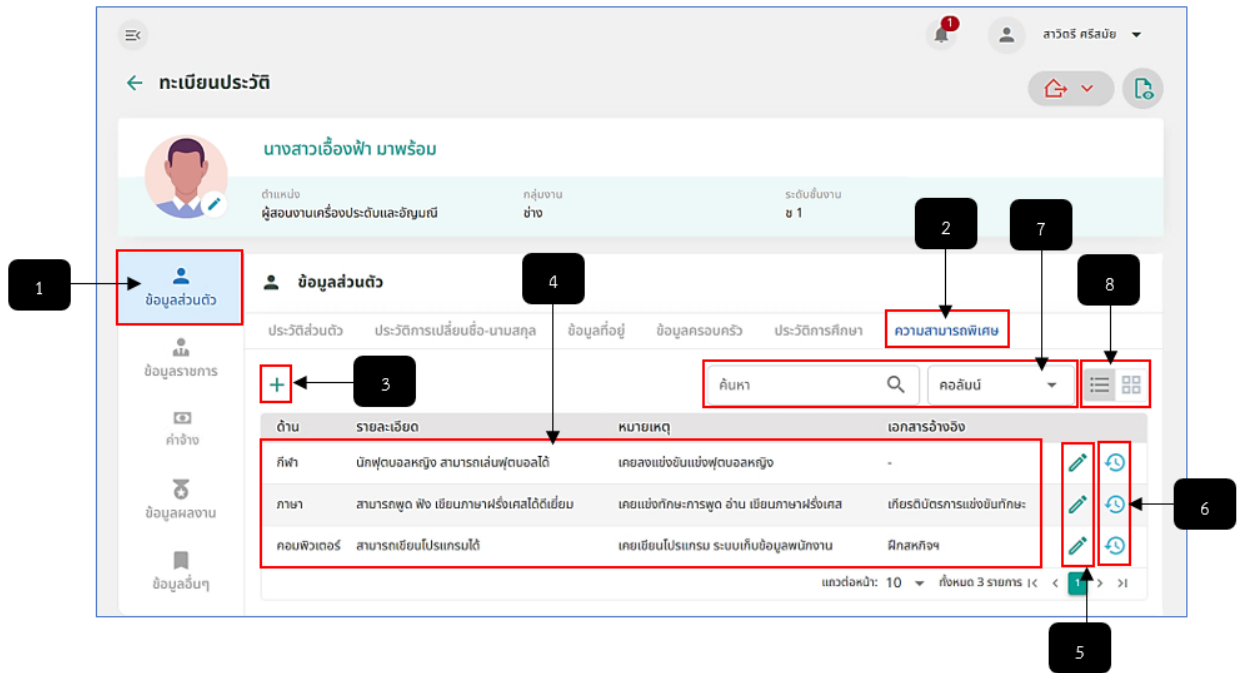 1
สาวิตรี ศรีสมัย
ทะเบียนประวัติ
นางสาวเอื้องฟ้า มาพร้อม
ตำแหน่ง กลุ่มงาน ระดับชั้นงาน
ผู้สอนงานเครื่องประดับและอัญมณี ช่าง ช 1
2 7
1 ข้อมูลส่วนตัว
ข้อมูลส่วนตัว 4 8
ประวัติส่วนตัว ประวัติการเปลี่ยนชื่อ-นามสกุล ข้อมูลที่อยู่ ข้อมูลครอบครัว ประวัติการศึกษา ความสามารถพิเศษ
ข้อมูลราชการ
3 ค้นหา คอลัมน์
ค่าจ้าง
ด้าน รายละเอียด หมายเหตุ เอกสารอ้างอิง
กีฬา นักฟุตบอลหญิง สามารถเล่นฟุตบอลได้ เคยลงแข่งขันแข่งฟุตบอลหญิง -
ข้อมูลผลงาน
ภาษา สามารถพูด ฟัง เขียนภาษาฝรั่งเศสได้ดีเยี่ยม เคยแข่งทักษะการพูด อ่าน เขียนภาษาฝรั่งเศส เกียรติบัตรการแข่งขันทักษะ 6
คอมพิวเตอร์ สามารถเขียนโปรแกรมได้ เคยเขียนโปรแกรม ระบบเก็บข้อมูลพนักงาน ฝึกสหกิจฯ
ข้อมูลอื่นๆ
แถวต่อหน้า: 10 ทั้งหมด 3 รายการ |< < 1 > >|
5